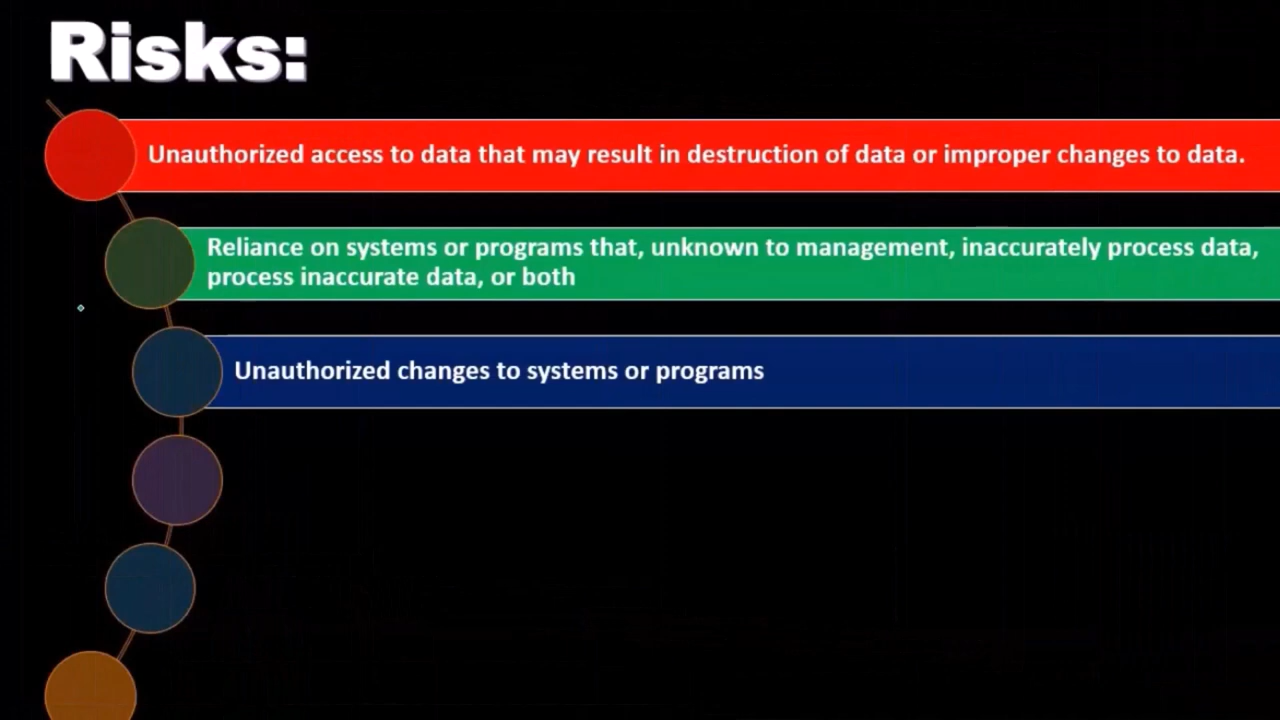 Risks:
Unauthorized access to data that may result in destruction of data or improper changes to data.
Reliance on systems or programs that, unknown to management, inaccurately process data,
process inaccurate data, or both
Unauthorized changes to systems or programs